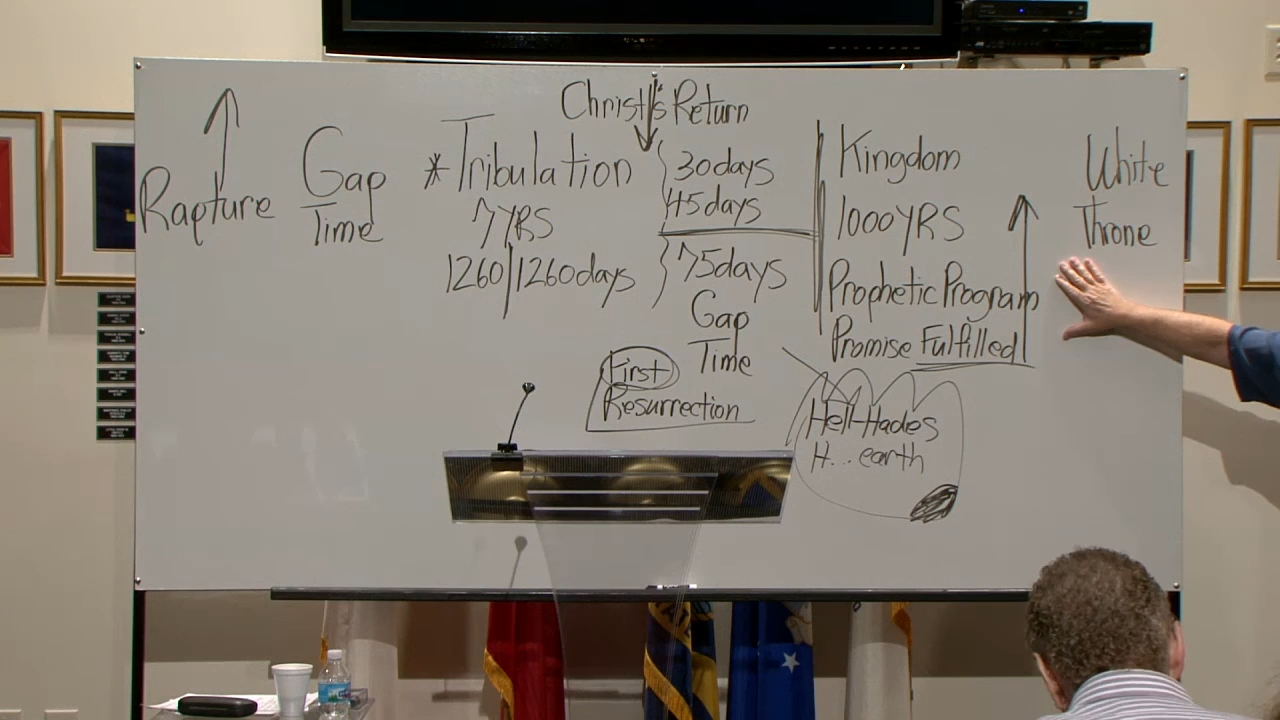 Christ's Return
Rapture
Gap
Time
*Tribulation
7YRS
1260|1260days
30days
45days
75days
Gap
Time
First
Resurrection
Kingdom
1000YRS
Prophetic Program
Promise Fulfilled
Hell-Hades
H...earth
White
Throne